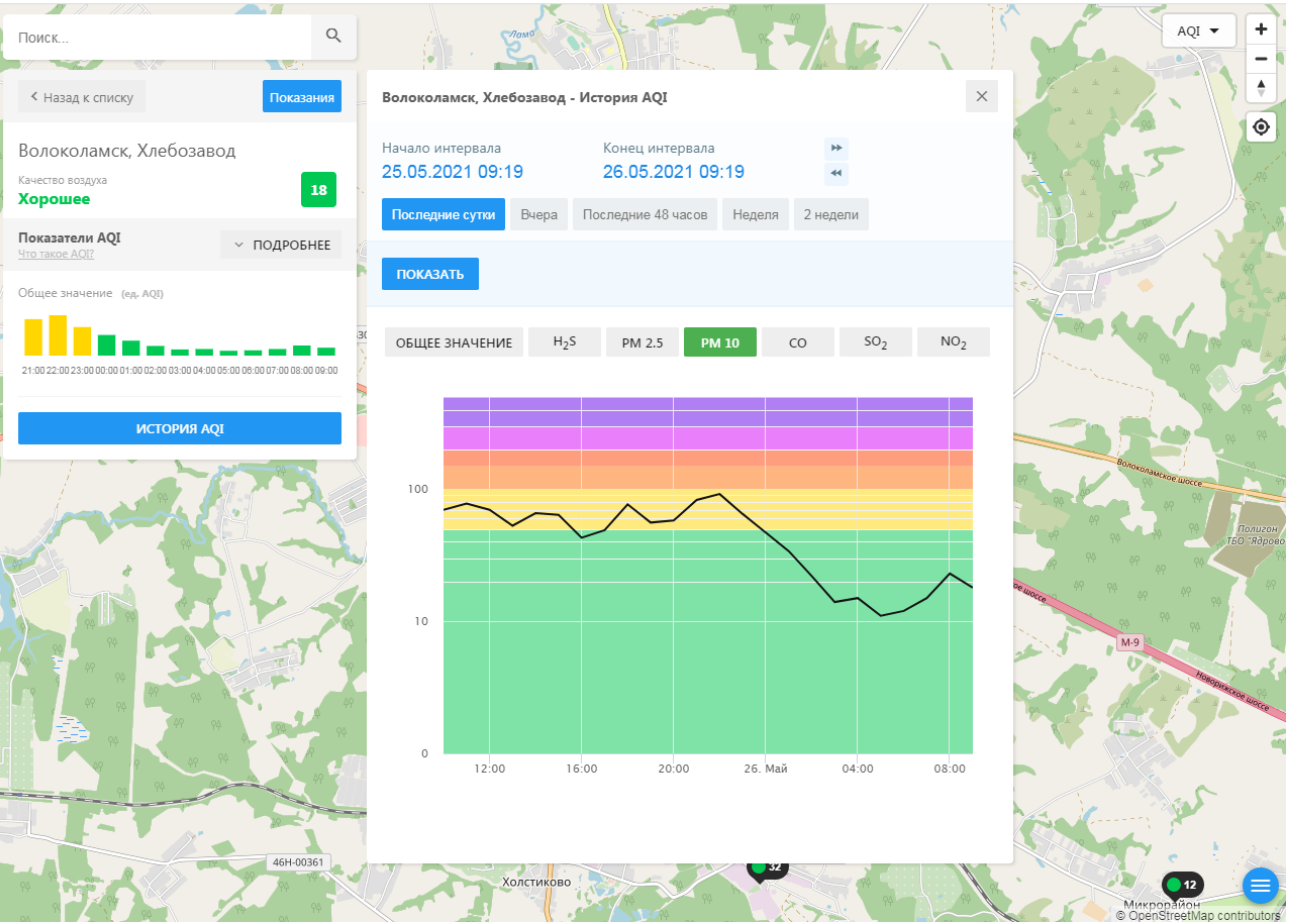 Поиск...
Лама
AQI
Назад к списку
Показания
Волоколамск, Хлебозавод
Качество воздуха
Хорошее
18
Показатели AQI
Что такое AQI?
ПОДРОБНЕЕ
Общее значение (ед. AQI)
21:00 22:00 23:00 00:00 01:00 02:00 03:00 04:00 05:00 06:00 07:00 08:00 09:00
ИСТОРИЯ AQI
Волоколамск, Хлебозавод - История AQI
Начало интервала
Конец интервала
25.05.2021 09:19
26.05.2021 09:19
Последние сутки
Вчера
Последние 48 часов
Неделя
2 недели
ПОКАЗАТЬ
ОБЩЕЕ ЗНАЧЕНИЕ
H2S
PM 2.5
PM 10
CO
SO2
NO2
100
10
0
12:00
16:00
20:00
26. Май
04:00
08:00
Волоколамское шоссе
Полигон
ТБО "Ядрово
ое шоссе
М-9
Новорижское шоссе
46Н-00361
Холстиково
32
12
Микрорайон
© OpenStreetMap contributors